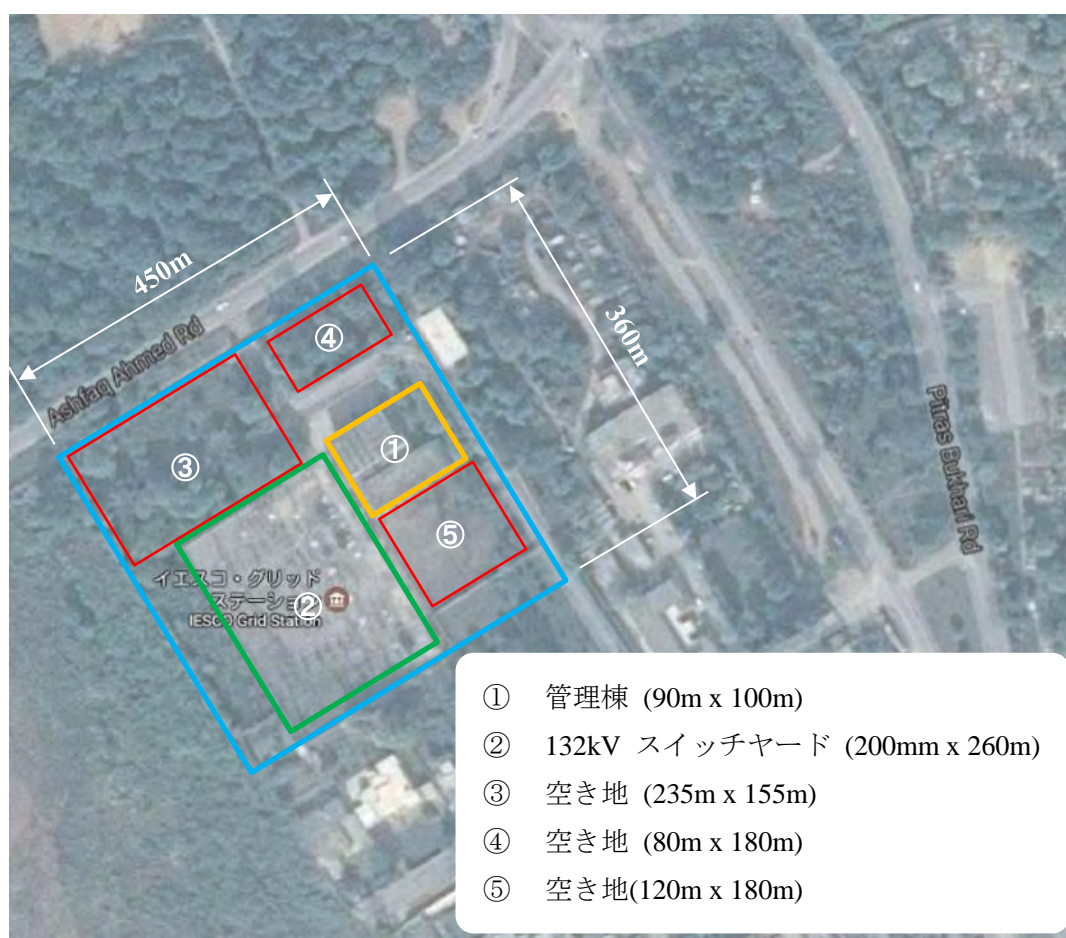 450m
360m
Ashfaq Ahmed Rd
Pitras Bukhari Rd
④
①
③
⑤
イエスコ・グリッド
ステーション
②
IESCO Grid Station
① 管理棟 (90m x 100m)
② 132kV スイッチヤード (200mm x 260m)
③ 空き地 (235m x 155m)
④ 空き地 (80m x 180m)
⑤ 空き地(120m x 180m)